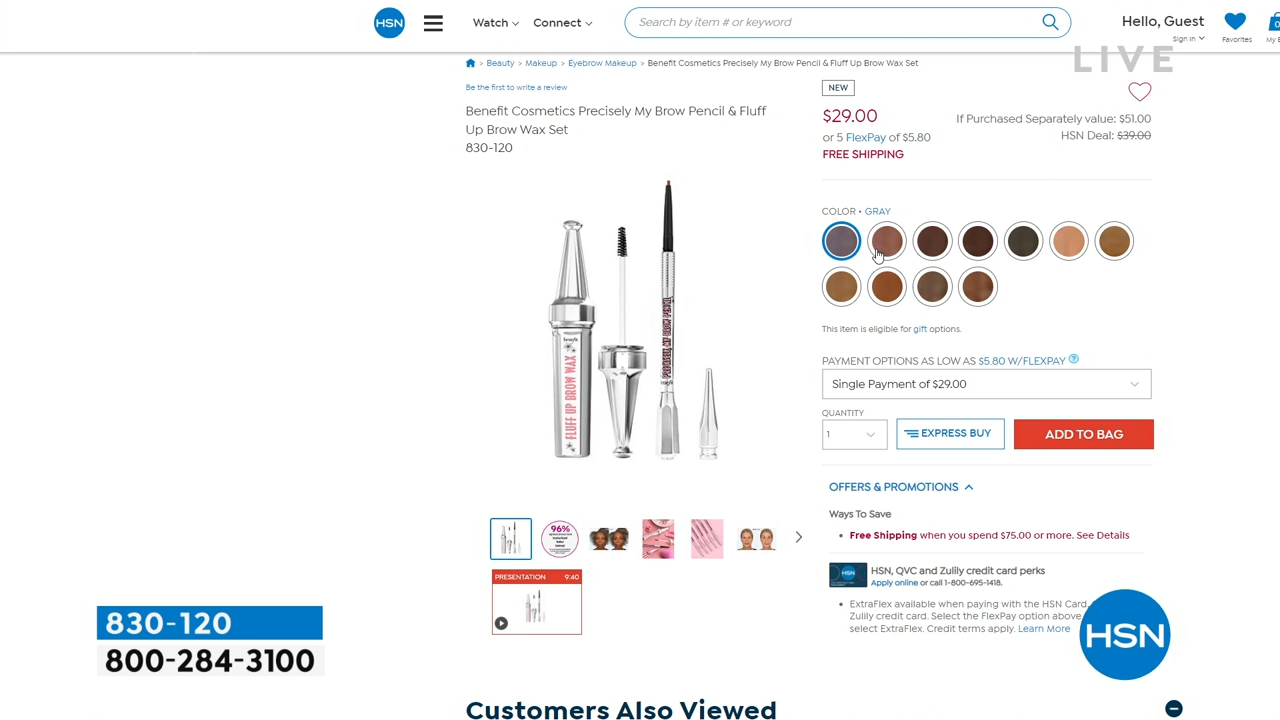 HSN
Watch
Connect
Search by item # or keyword
Hello, Guest
Sign In
Favorites
0
LIVE
> Beauty > Makeup > Eyebrow Makeup > Benefit Cosmetics Precisely My Brow Pencil & Fluff Up Brow Wax Set
Be the first to write a review
Benefit Cosmetics Precisely My Brow Pencil & Fluff
Up Brow Wax Set
830-120
NEW
$29.00
If Purchased Separately value: $51.00
or 5 FlexPay of $5.80
HSN Deal: $39.00
FREE SHIPPING
COLOR • GRAY
benefit
FLUFF UP BROW WAX
This item is eligible for gift options.
PAYMENT OPTIONS AS LOW AS $5.80 W/FLEXPAY ?
Single Payment of $29.00
QUANTITY
1
EXPRESS BUY
ADD TO BAG
OFFERS & PROMOTIONS
Ways To Save
• Free Shipping when you spend $75.00 or more. See Details
HSN, QVC and Zulily credit card perks
Apply online or call 1-800-695-1418.
• ExtraFlex available when paying with the HSN Card,
Zulily credit card. Select the FlexPay option above
select ExtraFlex. Credit terms apply. Learn More
96%
PRESENTATION 9:40
830-120
800-284-3100
HSN
Customers Also Viewed